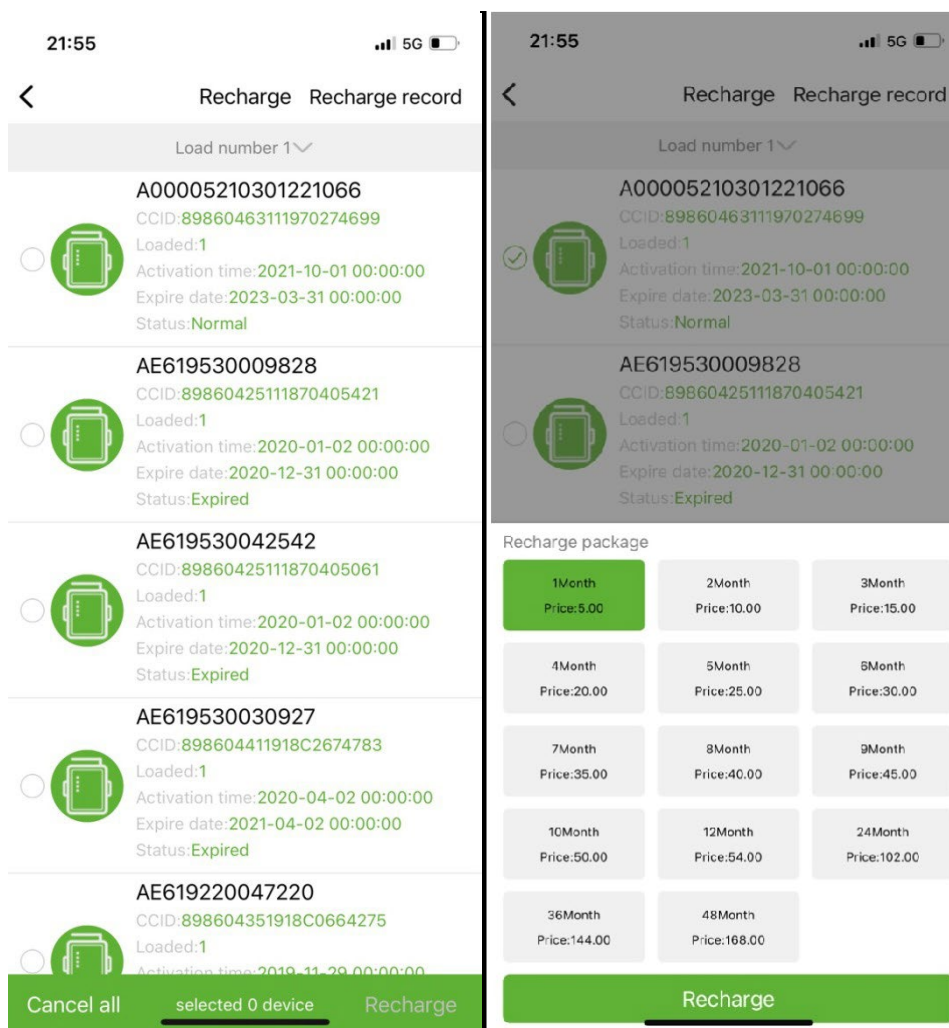 21:55
5G
Recharge Recharge record
Load number 1
A00005210301221066
CCID:89860463111970274699
Loaded:1
Activation time:2021-10-01 00:00:00
Expire date:2023-03-31 00:00:00
Status:Normal
AE619530009828
CCID:89860425111870405421
Loaded:1
Activation time:2020-01-02 00:00:00
Expire date:2020-12-31 00:00:00
Status:Expired
AE619530042542
CCID:89860425111870405061
Loaded:1
Activation time:2020-01-02 00:00:00
Expire date:2020-12-31 00:00:00
Status:Expired
AE619530030927
CCID:898604411918C2674783
Loaded:1
Activation time:2020-04-02 00:00:00
Expire date:2021-04-02 00:00:00
Status:Expired
AE619220047220
CCID:898604351918C0664275
Loaded:1
Activation time:2019-11-29 00:00:00
Cancel all selected 0 device Recharge
21:55
5G
Recharge Recharge record
Load number 1
A00005210301221066
CCID:89860463111970274699
Loaded:1
Activation time:2021-10-01 00:00:00
Expire date:2023-03-31 00:00:00
Status:Normal
AE619530009828
CCID:89860425111870405421
Loaded:1
Activation time:2020-01-02 00:00:00
Expire date:2020-12-31 00:00:00
Status:Expired
Recharge package
1Month 2Month 3Month
Price:5.00 Price:10.00 Price:15.00
4Month 5Month 6Month
Price:20.00 Price:25.00 Price:30.00
7Month 8Month 9Month
Price:35.00 Price:40.00 Price:45.00
10Month 12Month 24Month
Price:50.00 Price:54.00 Price:102.00
36Month 48Month
Price:144.00 Price:168.00
Recharge